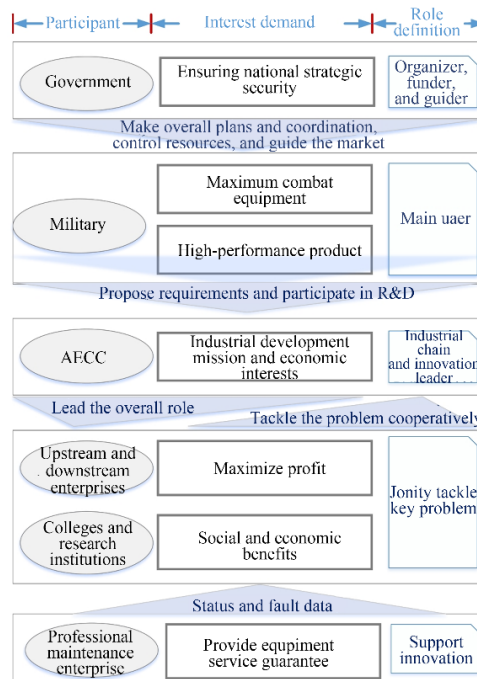 Participant
Interest demand
Role
definition
Government
Ensuring national strategic
security
Organizer,
funder,
and guider
Make overall plans and coordination,
control resources, and guide the market
Military
Maximum combat
equipment
High-performance product
Main uaer
Propose requirements and participate in R&D
AECC
Industrial development
mission and economic
interests
Industrial
chain
and innovation
leader
Lead the overall role
Tackle the problem cooperatively
Upstream and
downstream
enterprises
Maximize profit
Jonity tackle
key problem
Colleges and
research
institutions
Social and economic
benefits
Status and fault data
Professional
maintenance
enterprisc
Provide equpiment
service guarantee
Support
innovation